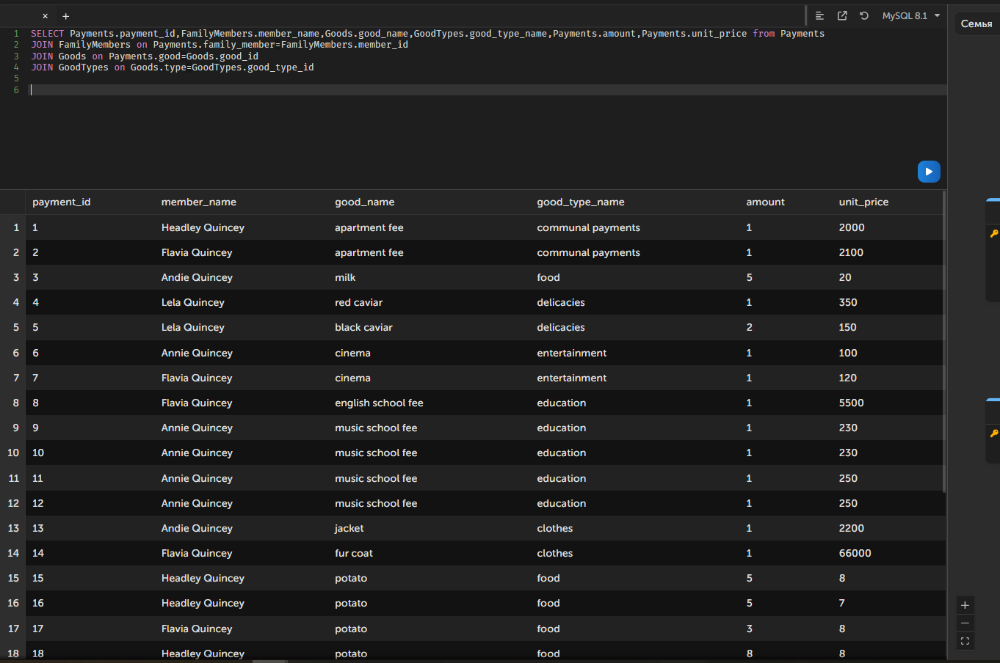 × +
MySQL 8.1
Семья
1 SELECT Payments.payment_id,FamilyMembers.member_name,Goods.good_name,GoodTypes.good_type_name,Payments.amount,Payments.unit_price from Payments
2 JOIN FamilyMembers on Payments.family_member=FamilyMembers.member_id
3 JOIN Goods on Payments.good=Goods.good_id
4 JOIN GoodTypes on Goods.type=GoodTypes.good_type_id
5
6
payment_id member_name good_name good_type_name amount unit_price
1 1 Headley Quincey apartment fee communal payments 1 2000
2 2 Flavia Quincey apartment fee communal payments 1 2100
3 3 Andie Quincey milk food 5 20
4 4 Lela Quincey red caviar delicacies 1 350
5 5 Lela Quincey black caviar delicacies 2 150
6 6 Annie Quincey cinema entertainment 1 100
7 7 Flavia Quincey cinema entertainment 1 120
8 8 Flavia Quincey english school fee education 1 5500
9 9 Annie Quincey music school fee education 1 230
10 10 Annie Quincey music school fee education 1 230
11 11 Annie Quincey music school fee education 1 250
12 12 Annie Quincey music school fee education 1 250
13 13 Andie Quincey jacket clothes 1 2200
14 14 Flavia Quincey fur coat clothes 1 66000
15 15 Headley Quincey potato food 5 8
16 16 Headley Quincey potato food 5 7
17 17 Flavia Quincey potato food 3 8
18 18 Headley Quincey potato food 8 8